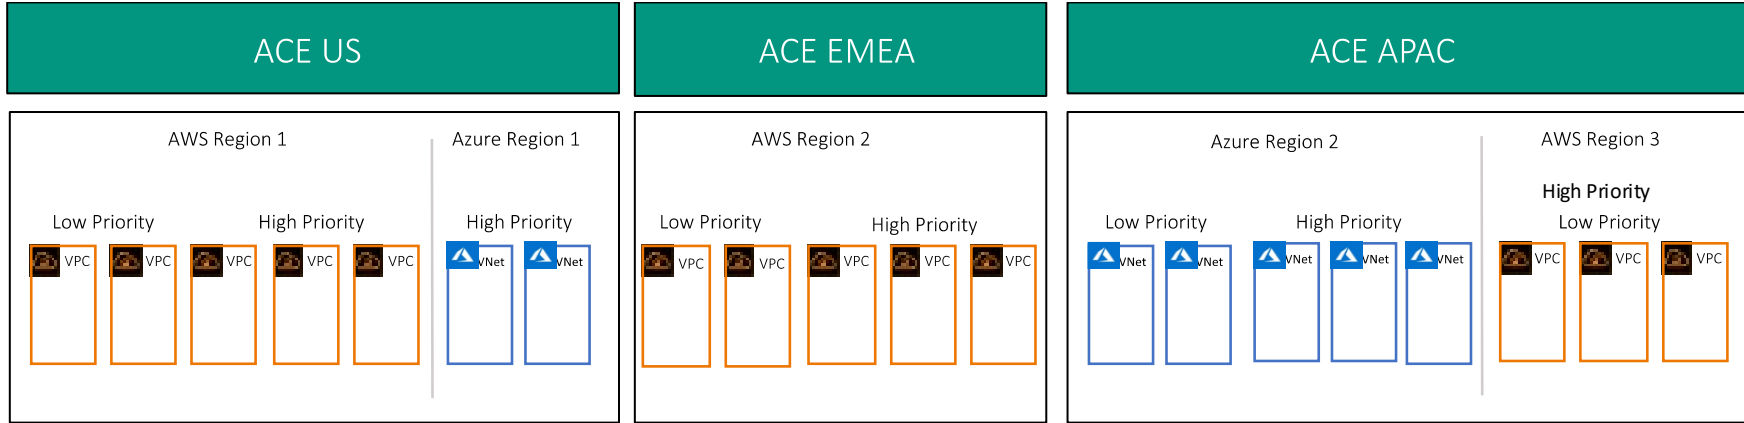 ACE US
AWS Region 1
Azure Region 1
Low Priority
High Priority
High Priority
VPC
VPC
VPC
VPC
VPC
VNet
VNet
ACE EMEA
AWS Region 2
Low Priority
High Priority
VPC
VPC
VPC
VPC
VPC
ACE APAC
Azure Region 2
AWS Region 3
High Priority
Low Priority
High Priority
Low Priority
VNet
VNet
VNet
VNet
VNet
VPC
VPC
VPC